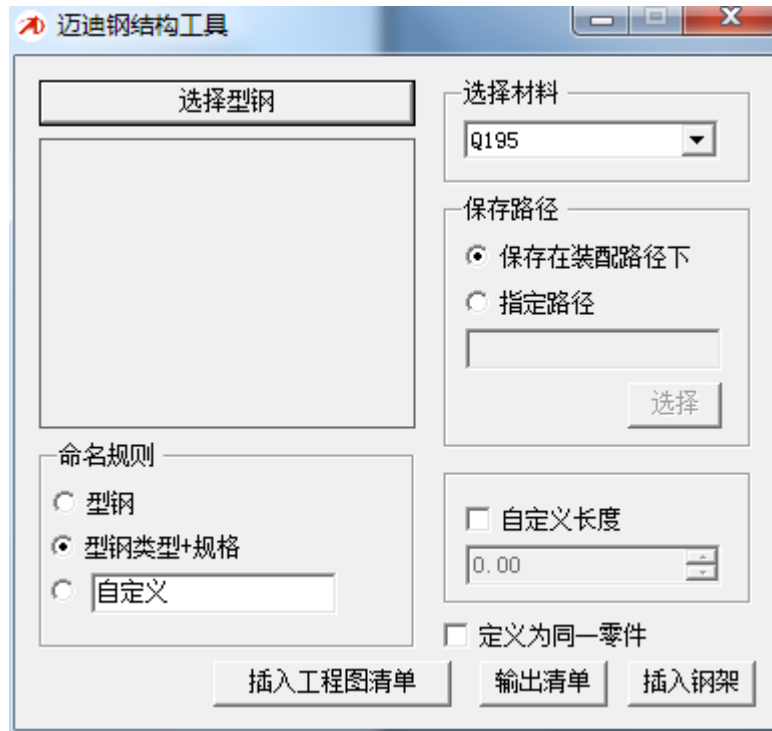 迈迪钢结构工具
选择型钢
选择材料
Q195
保存路径
保存在装配路径下
指定路径
选择
命名规则
型钢
型钢类型+规格
自定义
自定义长度
0.00
定义为同一零件
插入工程图清单
输出清单
插入钢架